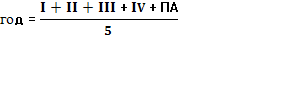 год = I + II + III + IV + ПА
5